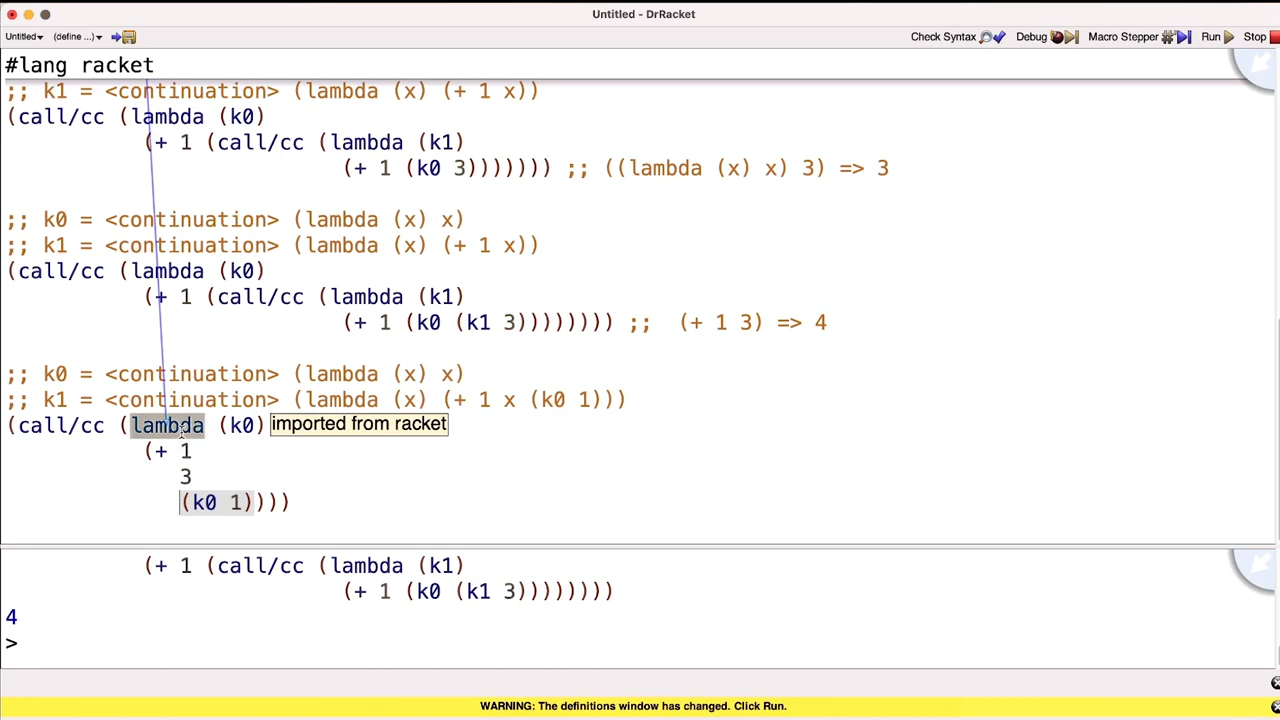 Untitled - DrRacket
Untitled (define ...) Check Syntax Debug Macro Stepper Run Stop
#lang racket
;; k1 = <continuation> (lambda (x) (+ 1 x))
(call/cc (lambda (k0)
(+ 1 (call/cc (lambda (k1)
(+ 1 (k0 3))))))) ;; ((lambda (x) x) 3) => 3
;; k0 = <continuation> (lambda (x) x)
;; k1 = <continuation> (lambda (x) (+ 1 x))
(call/cc (lambda (k0)
(+ 1 (call/cc (lambda (k1)
(+ 1 (k0 (k1 3)))))))) ;; (+ 1 3) => 4
;; k0 = <continuation> (lambda (x) x)
;; k1 = <continuation> (lambda (x) (+ 1 x (k0 1)))
(call/cc (lambda (k0) imported from racket
(+ 1
3
(k0 1))))
(+ 1 (call/cc (lambda (k1)
(+ 1 (k0 (k1 3))))))))
4
>
WARNING: The definitions window has changed. Click Run.